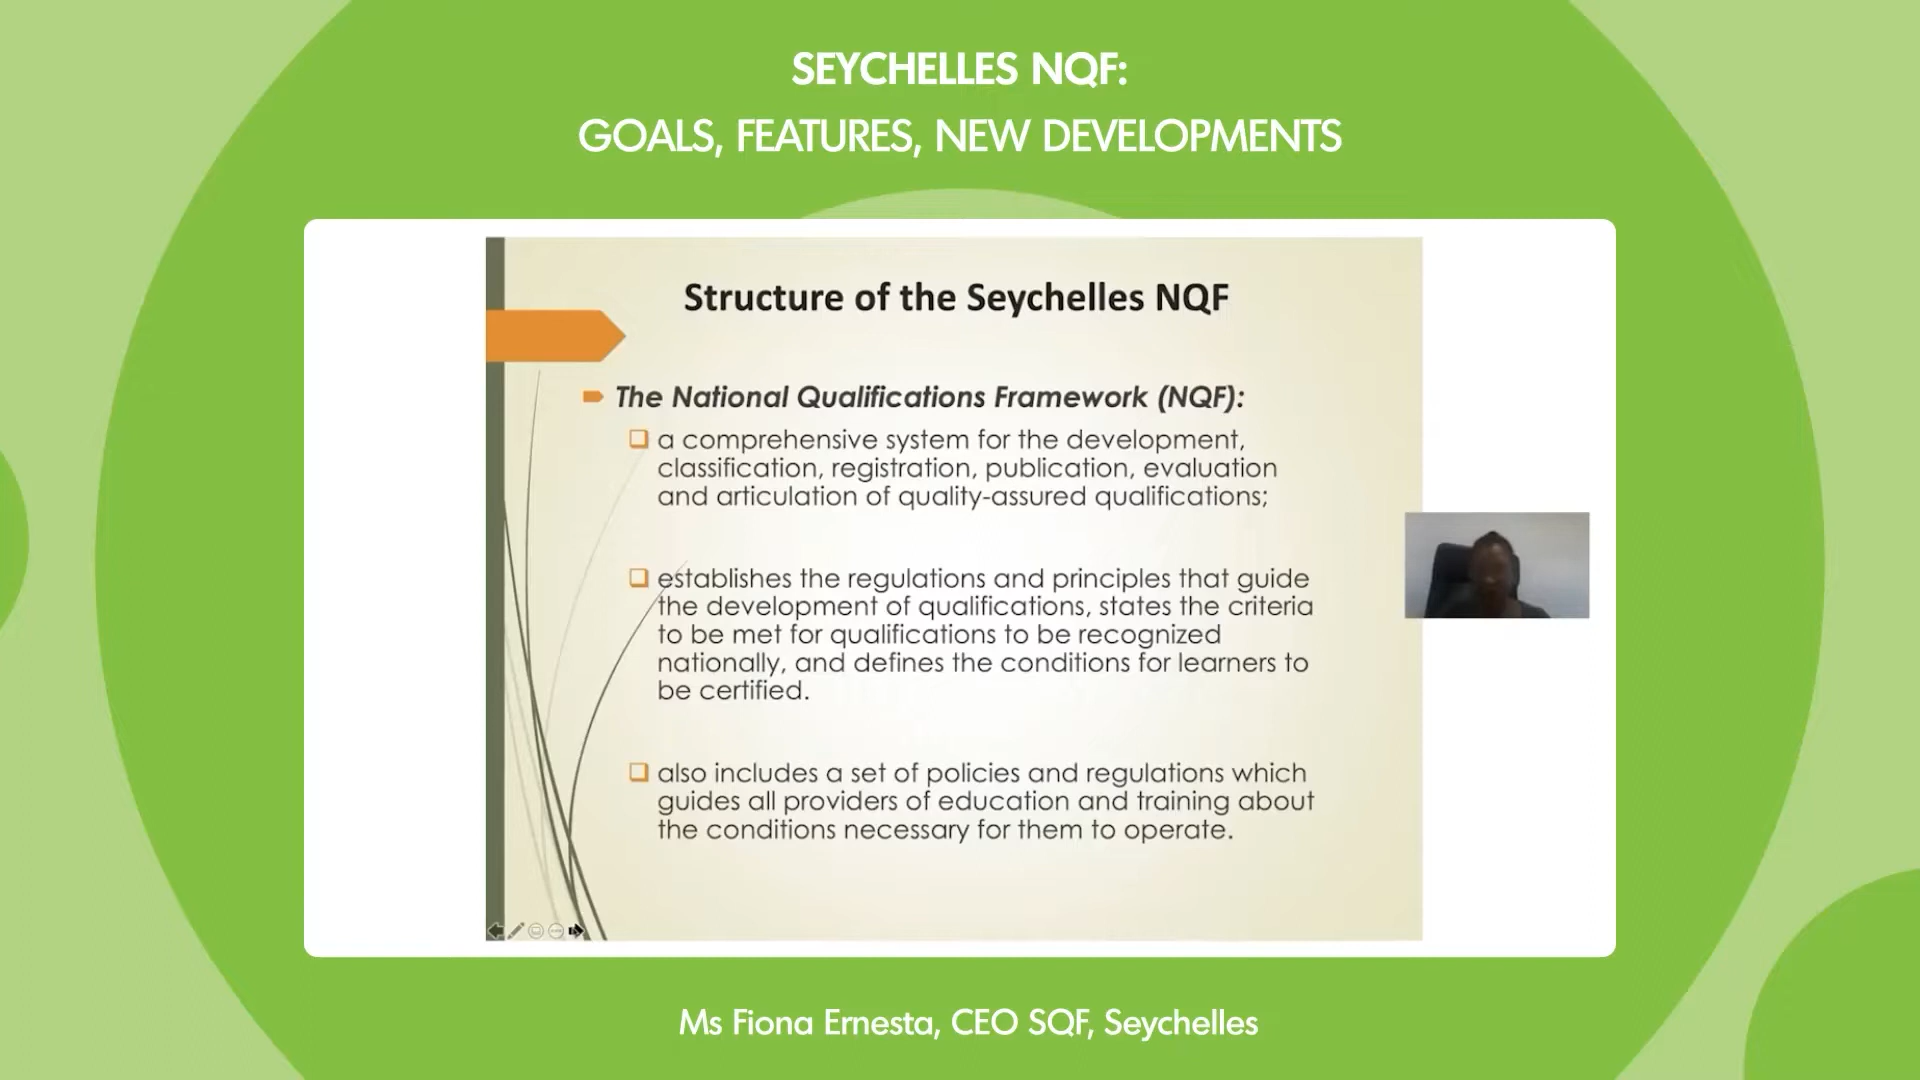 SEYCHELLES NQF:
GOALS, FEATURES, NEW DEVELOPMENTS
Structure of the Seychelles NQF
The National Qualifications Framework (NQF):
a comprehensive system for the development,
classification, registration, publication, evaluation
and articulation of quality-assured qualifications;
establishes the regulations and principles that guide
the development of qualifications, states the criteria
to be met for qualifications to be recognized
nationally, and defines the conditions for learners to
be certified.
also includes a set of policies and regulations which
guides all providers of education and training about
the conditions necessary for them to operate.
Ms Fiona Ernesta, CEO SQF, Seychelles